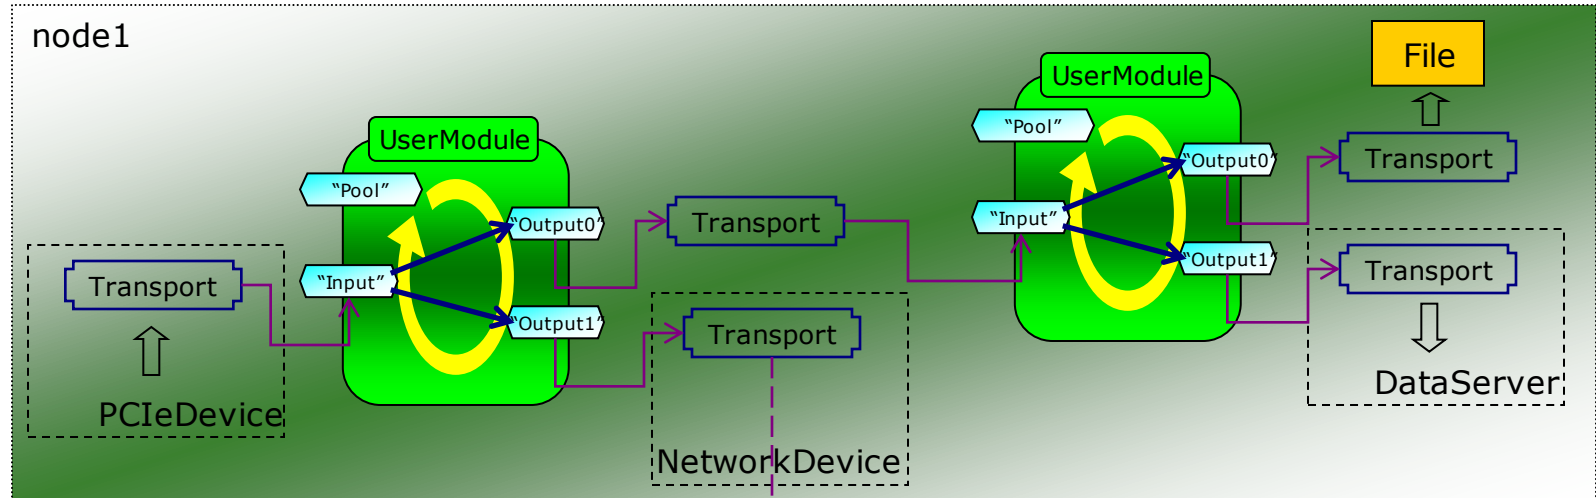 node1
UserModule
“Pool”
“Input”
“Output0”
“Output1”
Transport
PCIeDevice
Transport
Transport
NetworkDevice
UserModule
“Pool”
“Input”
“Output0”
“Output1”
File
Transport
Transport
DataServer